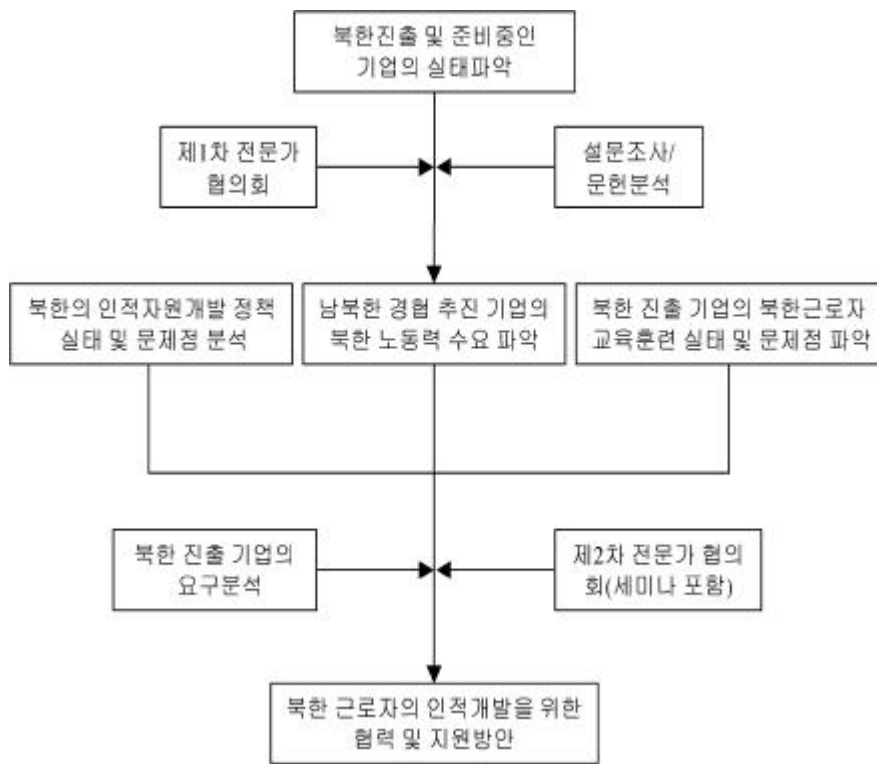 북한진출 및 준비중인
기업의 실태파악
제1차 전문가
협의회
설문조사/
문헌분석
북한의 인적자원개발 정책
실태 및 문제점 분석
남북한 경협 추진 기업의
북한 노동력 수요 파악
북한 진출 기업의 북한근로자
교육훈련 실태 및 문제점 파악
북한 진출 기업의
요구분석
제2차 전문가 협의
회(세미나 포함)
북한 근로자의 인적개발을 위한
협력 및 지원방안